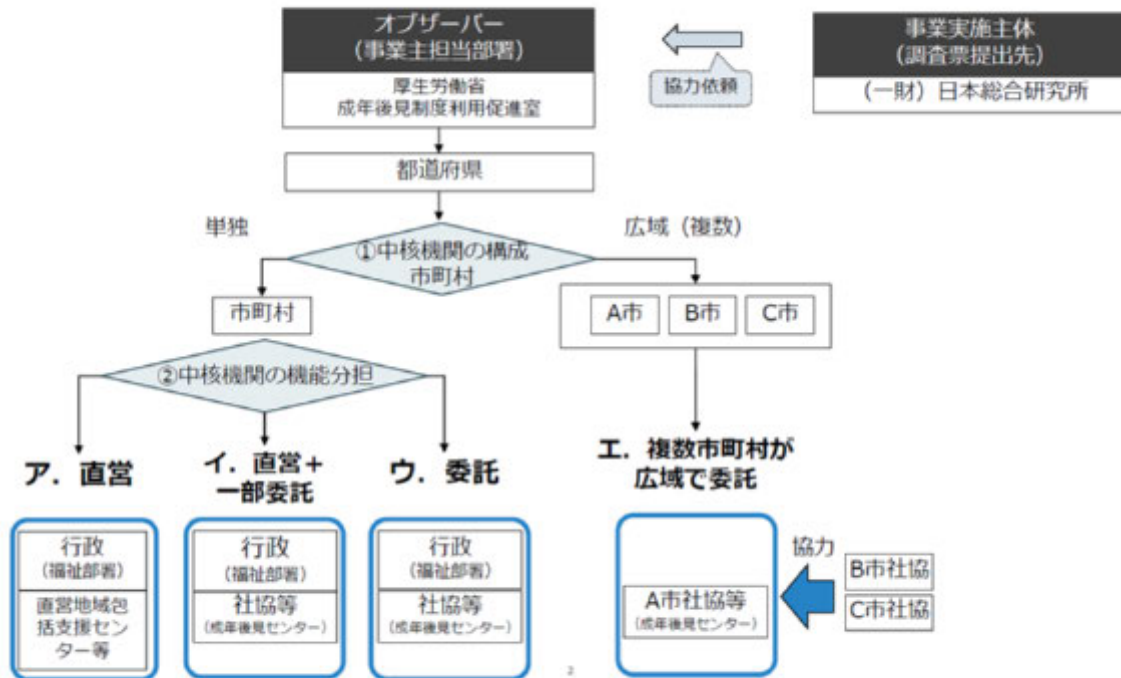 オブザーバー
(事業主担当部署)
厚生労働省
成年後見制度利用促進室
協力依頼
事業実施主体
(調査票提出先)
(一財)日本総合研究所
都道府県
単独
広域(複数)
①中核機関の構成
市町村
市町村
A市
B市
C市
②中核機関の機能分担
ア.直営
イ.直営+
一部委託
ウ.委託
エ.複数市町村が
広域で委託
行政
(福祉部署)
直営地域包
括支援セン
ター等
行政
(福祉部署)
社協等
(成年後見センター)
行政
(福祉部署)
社協等
(成年後見センター)
A市社協等
(成年後見センター)
協力
B市社協
C市社協
2